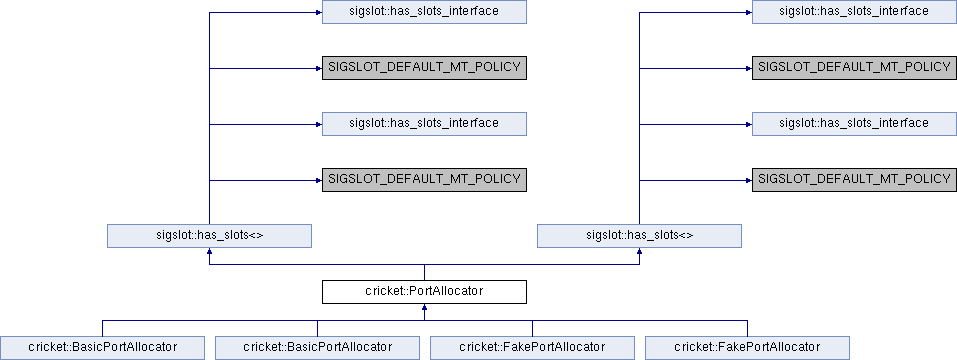 sigslot::has_slots_interface
sigslot::has_slots_interface
SIGSLOT_DEFAULT_MT_POLICY
SIGSLOT_DEFAULT_MT_POLICY
sigslot::has_slots_interface
sigslot::has_slots_interface
SIGSLOT_DEFAULT_MT_POLICY
SIGSLOT_DEFAULT_MT_POLICY
sigslot::has_slots<>
sigslot::has_slots<>
cricket::PortAllocator
cricket::BasicPortAllocator
cricket::BasicPortAllocator
cricket::FakePortAllocator
cricket::FakePortAllocator